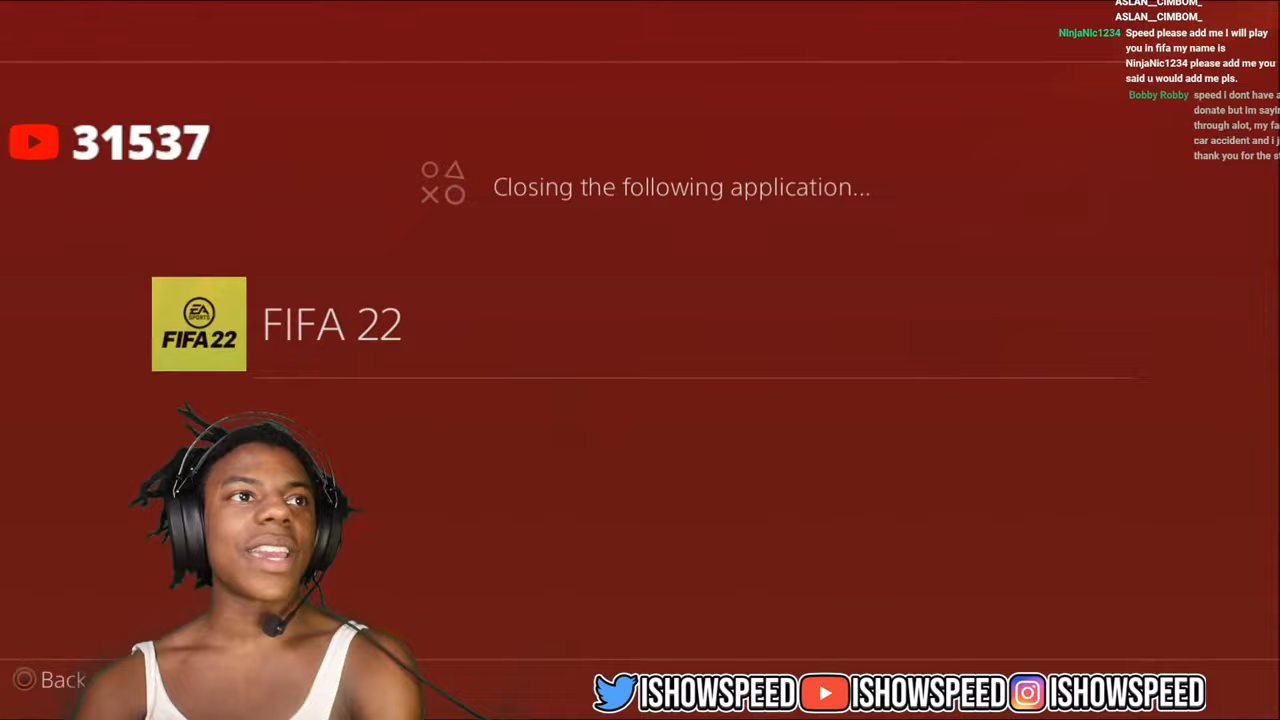 ASLAN__CIMBOM_
ASLAN__CIMBOM_
NinjaNic1234 Speed please add me I will play
you in fifa my name is
NinjaNic1234 please add me you
said u would add me pls.
Bobby Robby speed i dont have a
donate but Im
through alot, my
car accident and i
thank you for the
31537
Closing the following application...
EA
SPORTS
FIFA 22
FIFA 22
Back
ISHOWSPEED ISHOWSPEED ISHOWSPEED